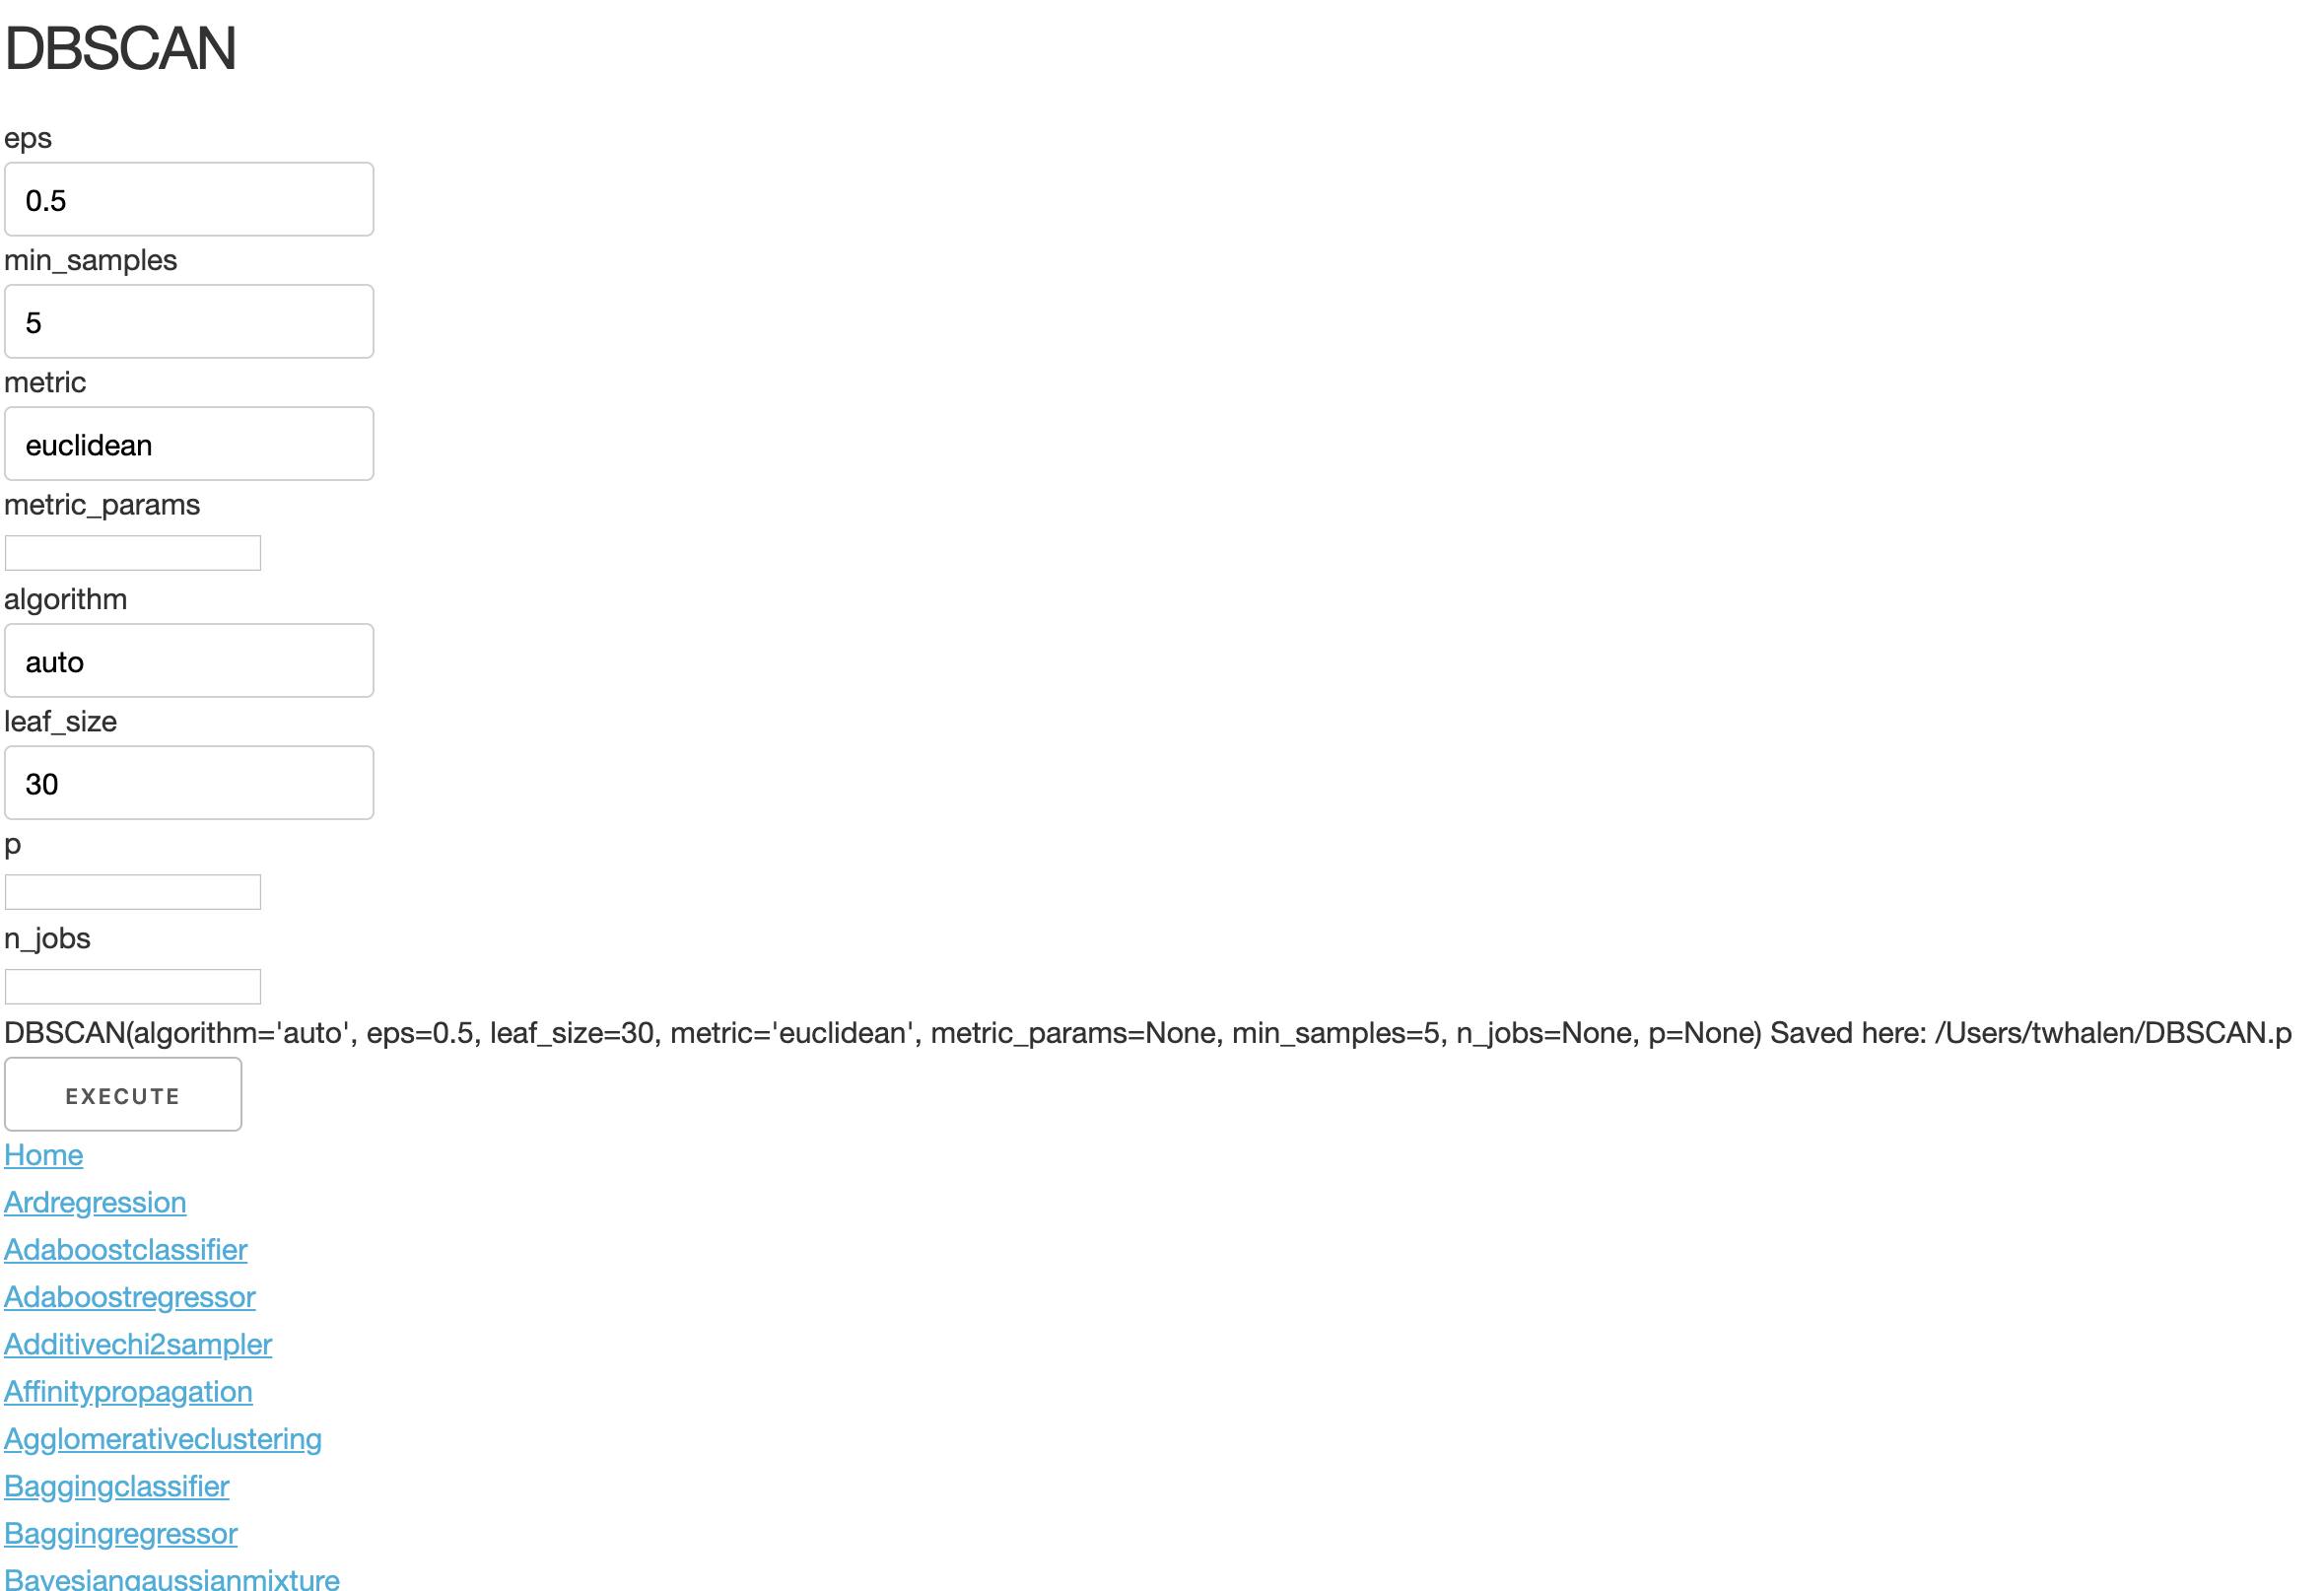 DBSCAN
eps
0.5
min_samples
5
metric
euclidean
metric_params
algorithm
auto
leaf_size
30
p
n_jobs
DBSCAN(algorithm='auto', eps=0.5, leaf_size=30, metric='euclidean', metric_params=None, min_samples=5, n_jobs=None, p=None) Saved here: /Users/twhalen/DBSCAN.p
EXECUTE
Home
Ardregression
Adaboostclassifier
Adaboostregressor
Additivechi2sampler
Affinitypropagation
Agglomerativeclustering
Baggingclassifier
Baggingregressor
Bayesiangaussianmixture